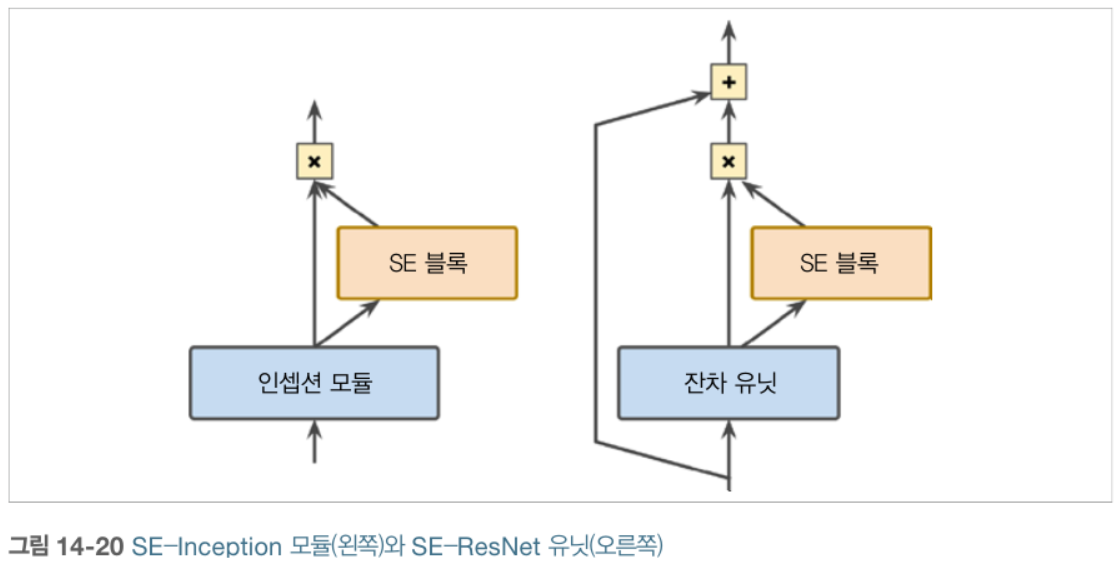 +
×
×
SE 블록
SE 블록
인셉션 모듈
잔차 유닛
그림 14-20 SE-Inception 모듈(왼쪽)와 SE-ResNet 유닛(오른쪽)